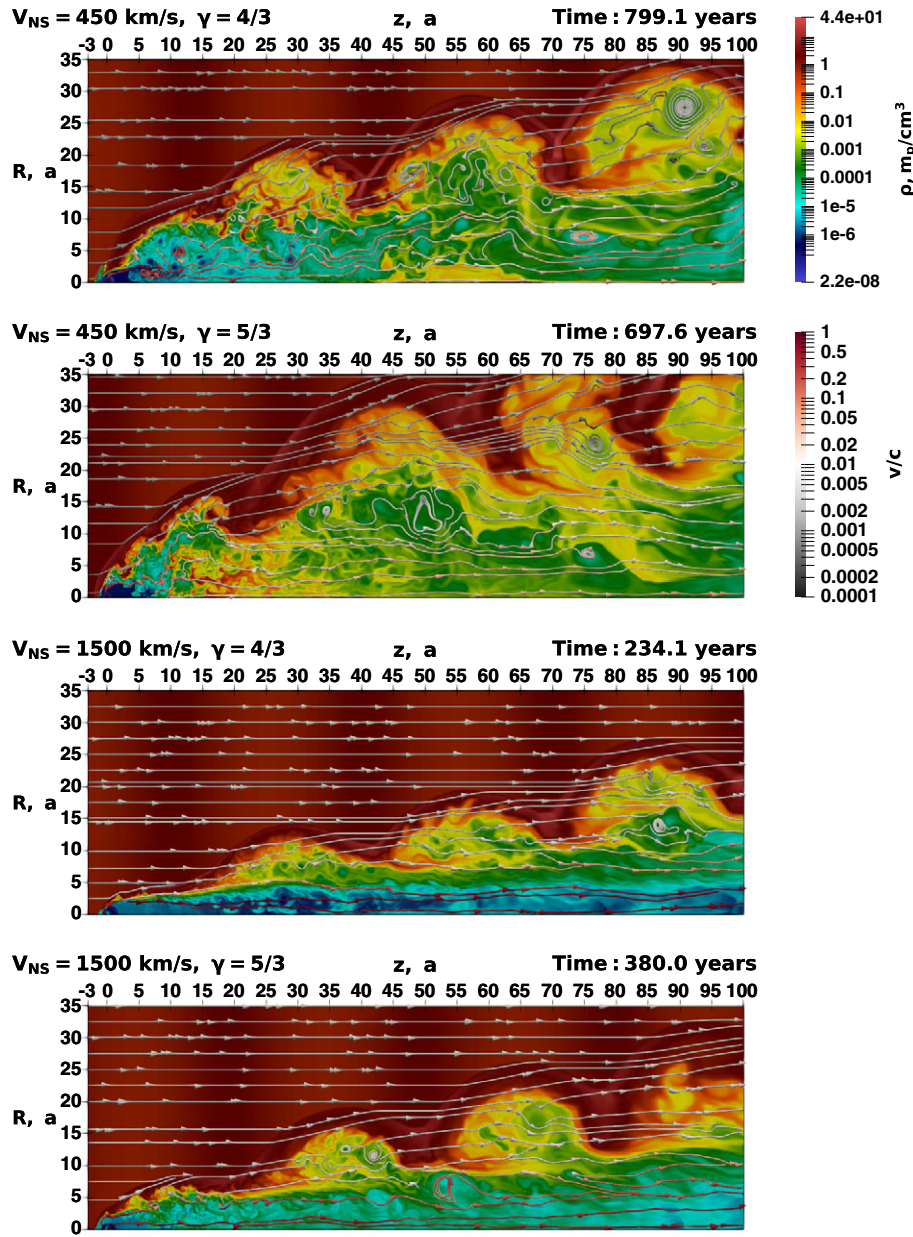 V_NS = 450 km/s, γ = 4/3 z, a Time: 799.1 years
-3 0 5 10 15 20 25 30 35 40 45 50 55 60 65 70 75 80 85 90 95 100
35
30
25
20
R, a 15
10
5
0
4.4e+01
1
0.1
0.01
0.001
0.0001
1e-5
1e-6
2.2e-08
ρ, m_p/cm³
V_NS = 450 km/s, γ = 5/3 z, a Time: 697.6 years
-3 0 5 10 15 20 25 30 35 40 45 50 55 60 65 70 75 80 85 90 95 100
35
30
25
20
R, a 15
10
5
0
1
0.5
0.2
0.1
0.05
0.02
0.01
0.005
0.002
0.001
0.0005
0.0002
0.0001
v/c
V_NS = 1500 km/s, γ = 4/3 z, a Time: 234.1 years
-3 0 5 10 15 20 25 30 35 40 45 50 55 60 65 70 75 80 85 90 95 100
35
30
25
20
R, a 15
10
5
0
V_NS = 1500 km/s, γ = 5/3 z, a Time: 380.0 years
-3 0 5 10 15 20 25 30 35 40 45 50 55 60 65 70 75 80 85 90 95 100
35
30
25
20
R, a 15
10
5
0